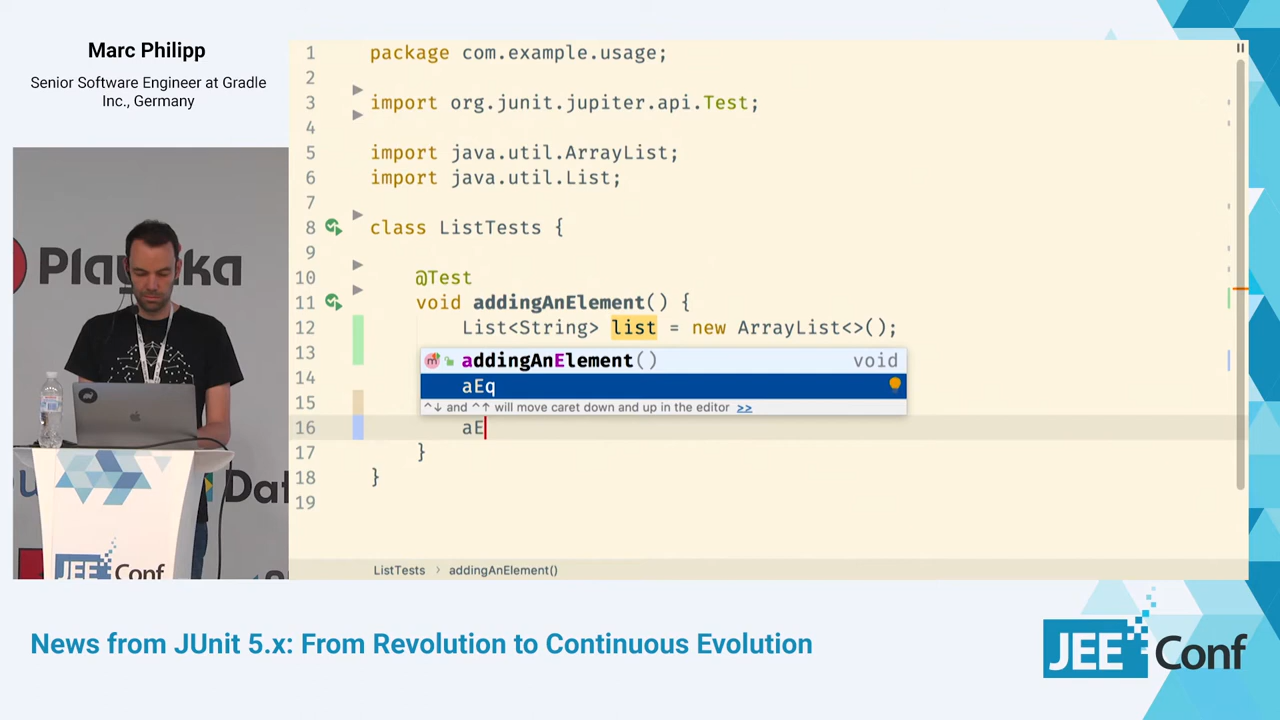 Marc Philipp
Senior Software Engineer at Gradle
Inc., Germany
1 package com.example.usage;
2
3 import org.junit.jupiter.api.Test;
4
5 import java.util.ArrayList;
6 import java.util.List;
7
8 class ListTests {
9
10 @Test
11 void addingAnElement() {
12 List<String> list = new ArrayList<>();
13
addingAnElement() void
14
aEq
15
^↓ and ^↑ will move caret down and up in the editor >>
16 aE
17 }
18 }
19
ListTests > addingAnElement()
JEE Conf
News from JUnit 5.x: From Revolution to Continuous Evolution
JEE Conf